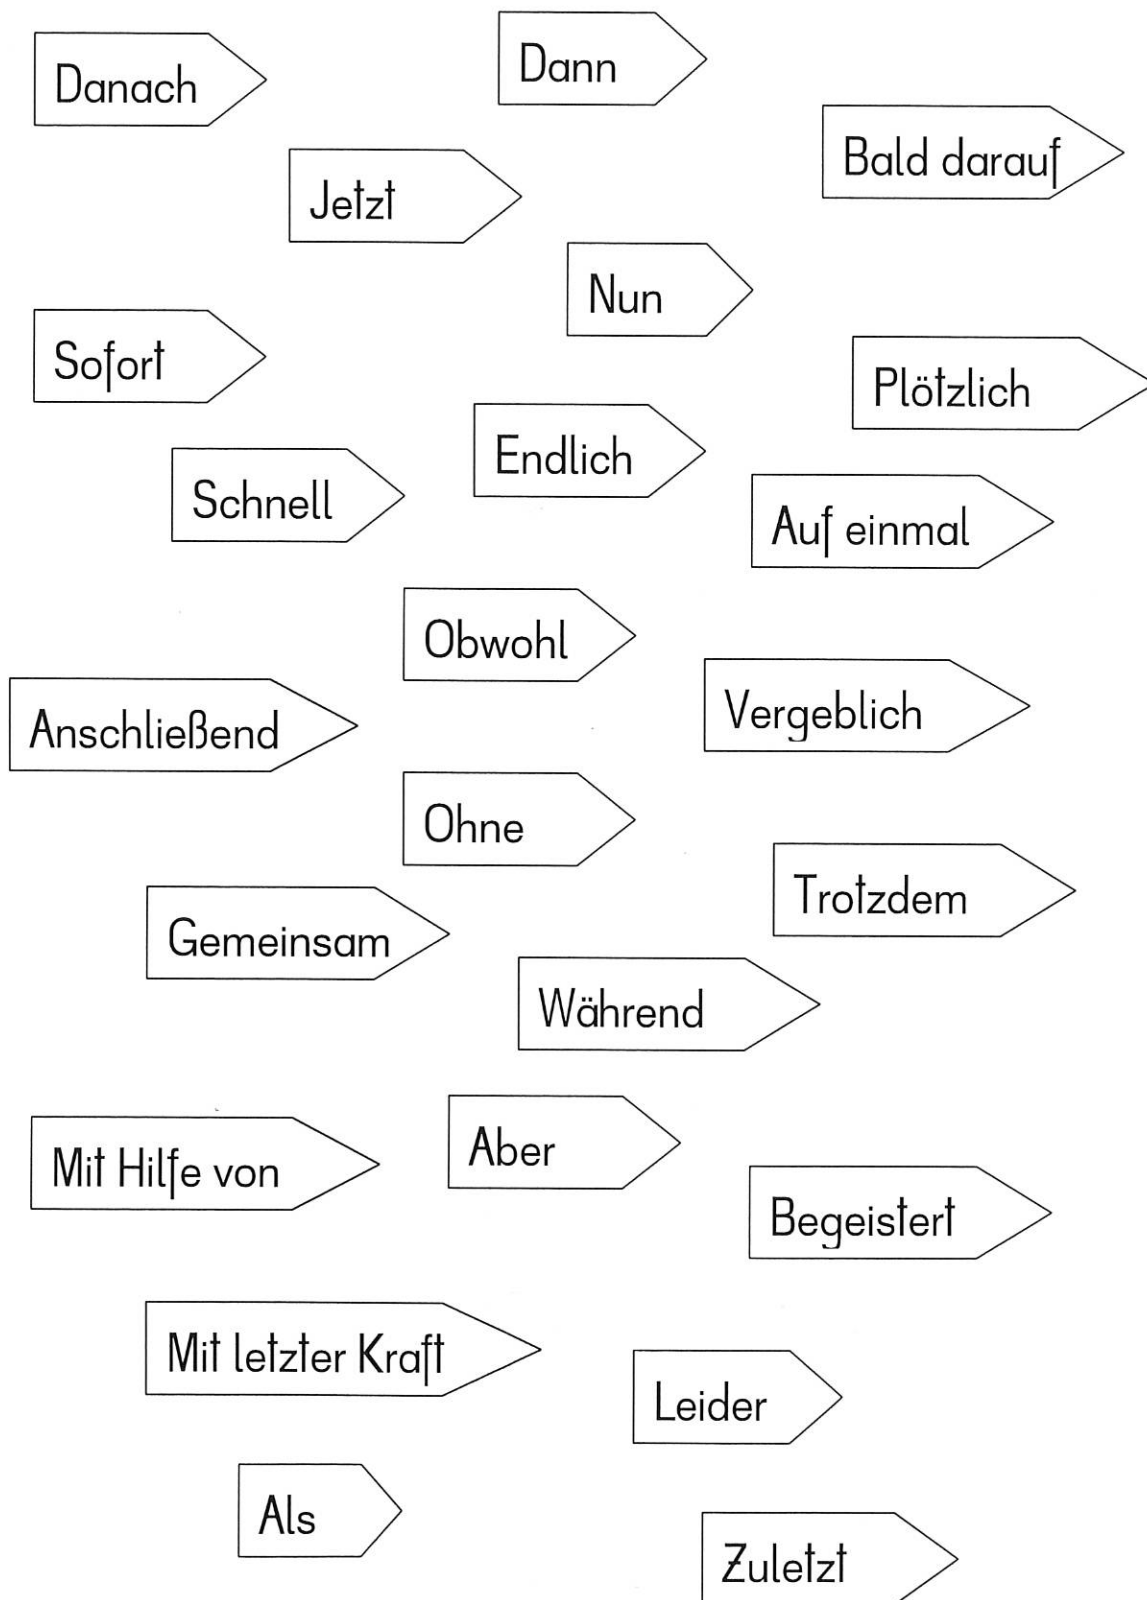 Danach
Dann
Bald darauf
Jetzt
Nun
Sofort
Plötzlich
Endlich
Schnell
Auf einmal
Obwohl
Vergeblich
Anschließend
Ohne
Trotzdem
Gemeinsam
Während
Aber
Mit Hilfe von
Begeistert
Mit letzter Kraft
Leider
Als
Zuletzt